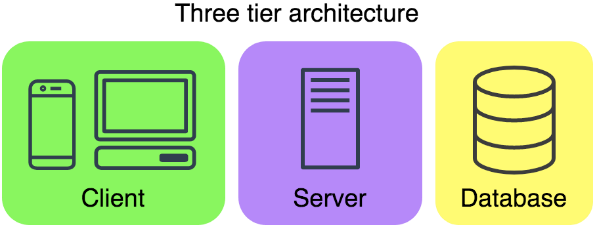 Three tier architecture
Client
Server
Database